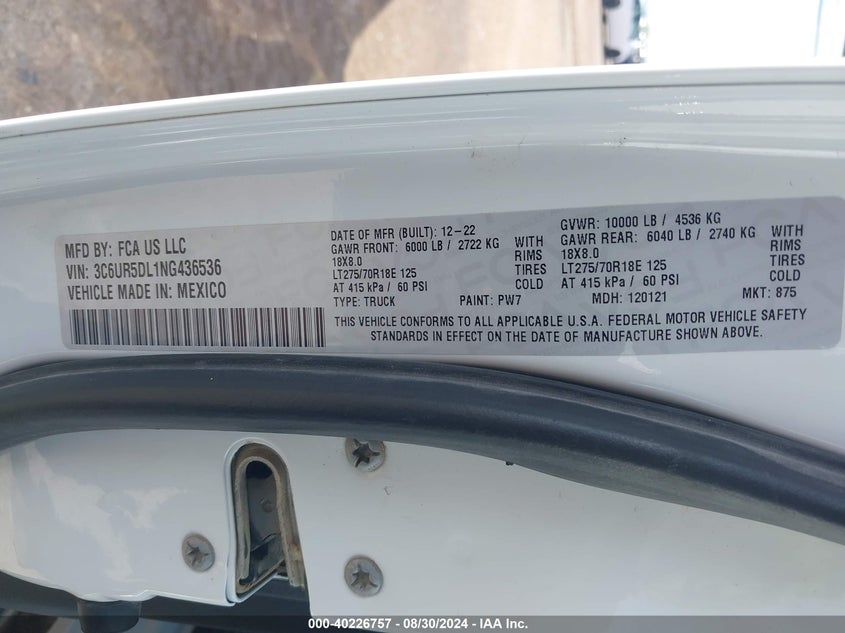 MFD BY: FCA US LLC
VIN: 3C6UR5DL1NG436536
VEHICLE MADE IN: MEXICO
DATE OF MFR (BUILT): 12-22
GAWR FRONT: 6000 LB / 2722 KG
18X8.0 WITH RIMS
LT275/70R18E 125 TIRES
AT 415 kPa / 60 PSI COLD
TYPE: TRUCK PAINT: PW7
GVWR: 10000 LB / 4536 KG
GAWR REAR: 6040 LB / 2740 KG WITH
18X8.0 RIMS
LT275/70R18E 125 TIRES
AT 415 kPa / 60 PSI COLD
MDH: 120121 MKT: 875
THIS VEHICLE CONFORMS TO ALL APPLICABLE U.S.A. FEDERAL MOTOR VEHICLE SAFETY
STANDARDS IN EFFECT ON THE DATE OF MANUFACTURE SHOWN ABOVE.
000-40226757 - 08/30/2024 - IAA Inc.